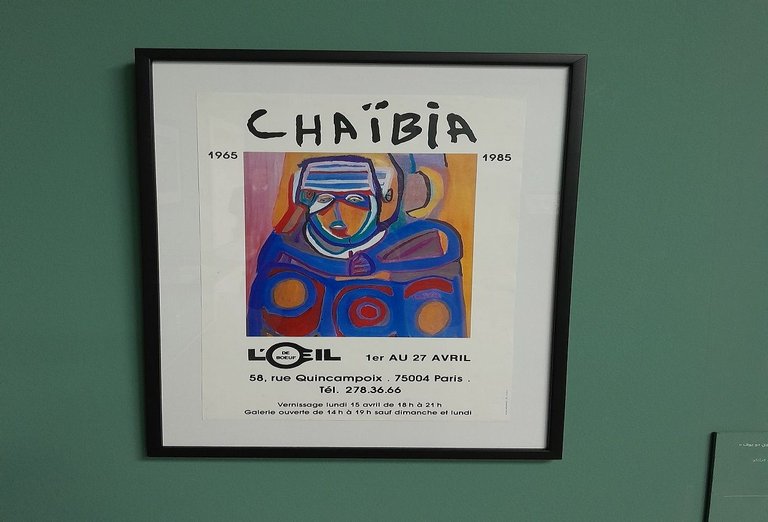 CHAÏBIA
1965 1985
L'OEIL DE BOEUF 1er AU 27 AVRIL
58, rue Quincampoix . 75004 Paris .
Tél. 278.36.66
Vernissage lundi 15 avril de 18 h à 21 h
Galerie ouverte de 14 h à 19 h sauf dimanche et lundi